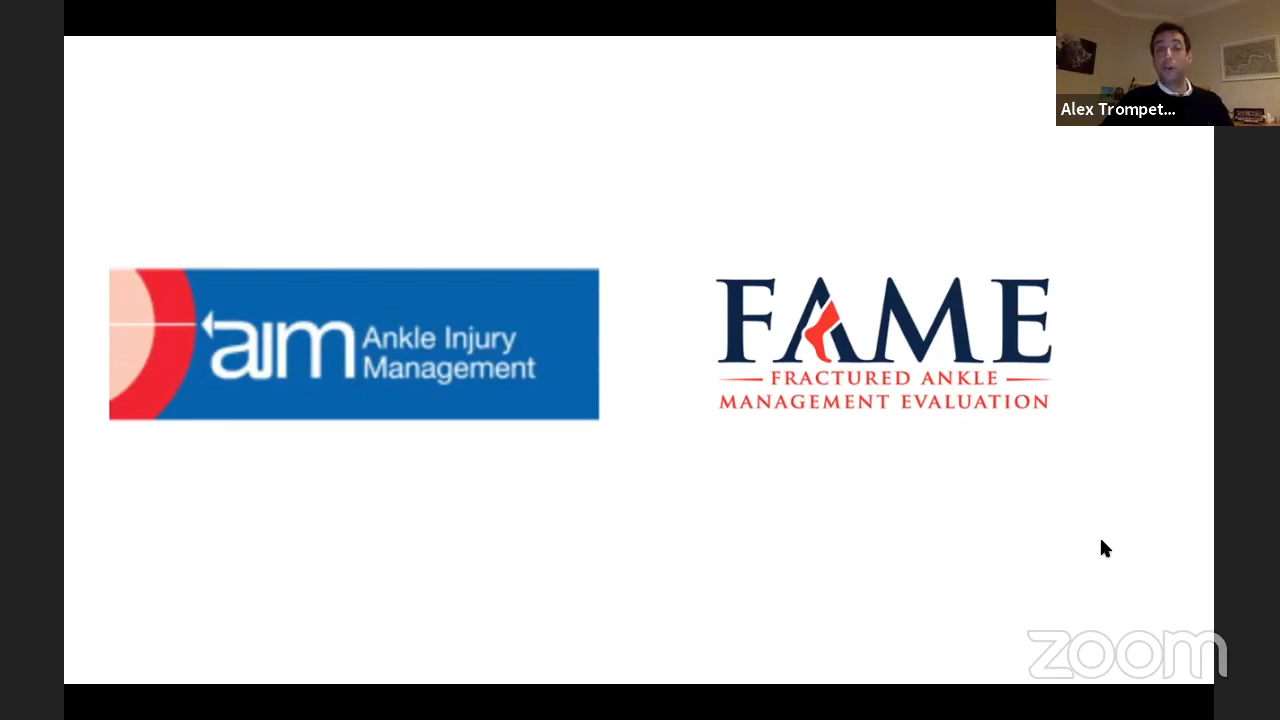 Alex Trompet...
aim Ankle Injury
Management
FAME
FRACTURED ANKLE
MANAGEMENT EVALUATION
zoom